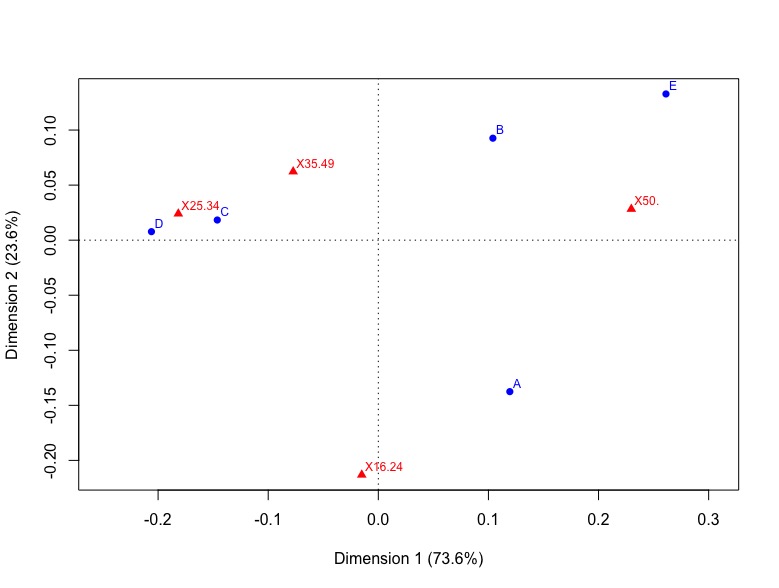 E
B
X35.49
X25.34
C
D
X50.
A
X16.24
0.10
0.05
0.00
-0.05
-0.10
-0.15
-0.20
Dimension 2 (23.6%)
-0.2 -0.1 0.0 0.1 0.2 0.3
Dimension 1 (73.6%)